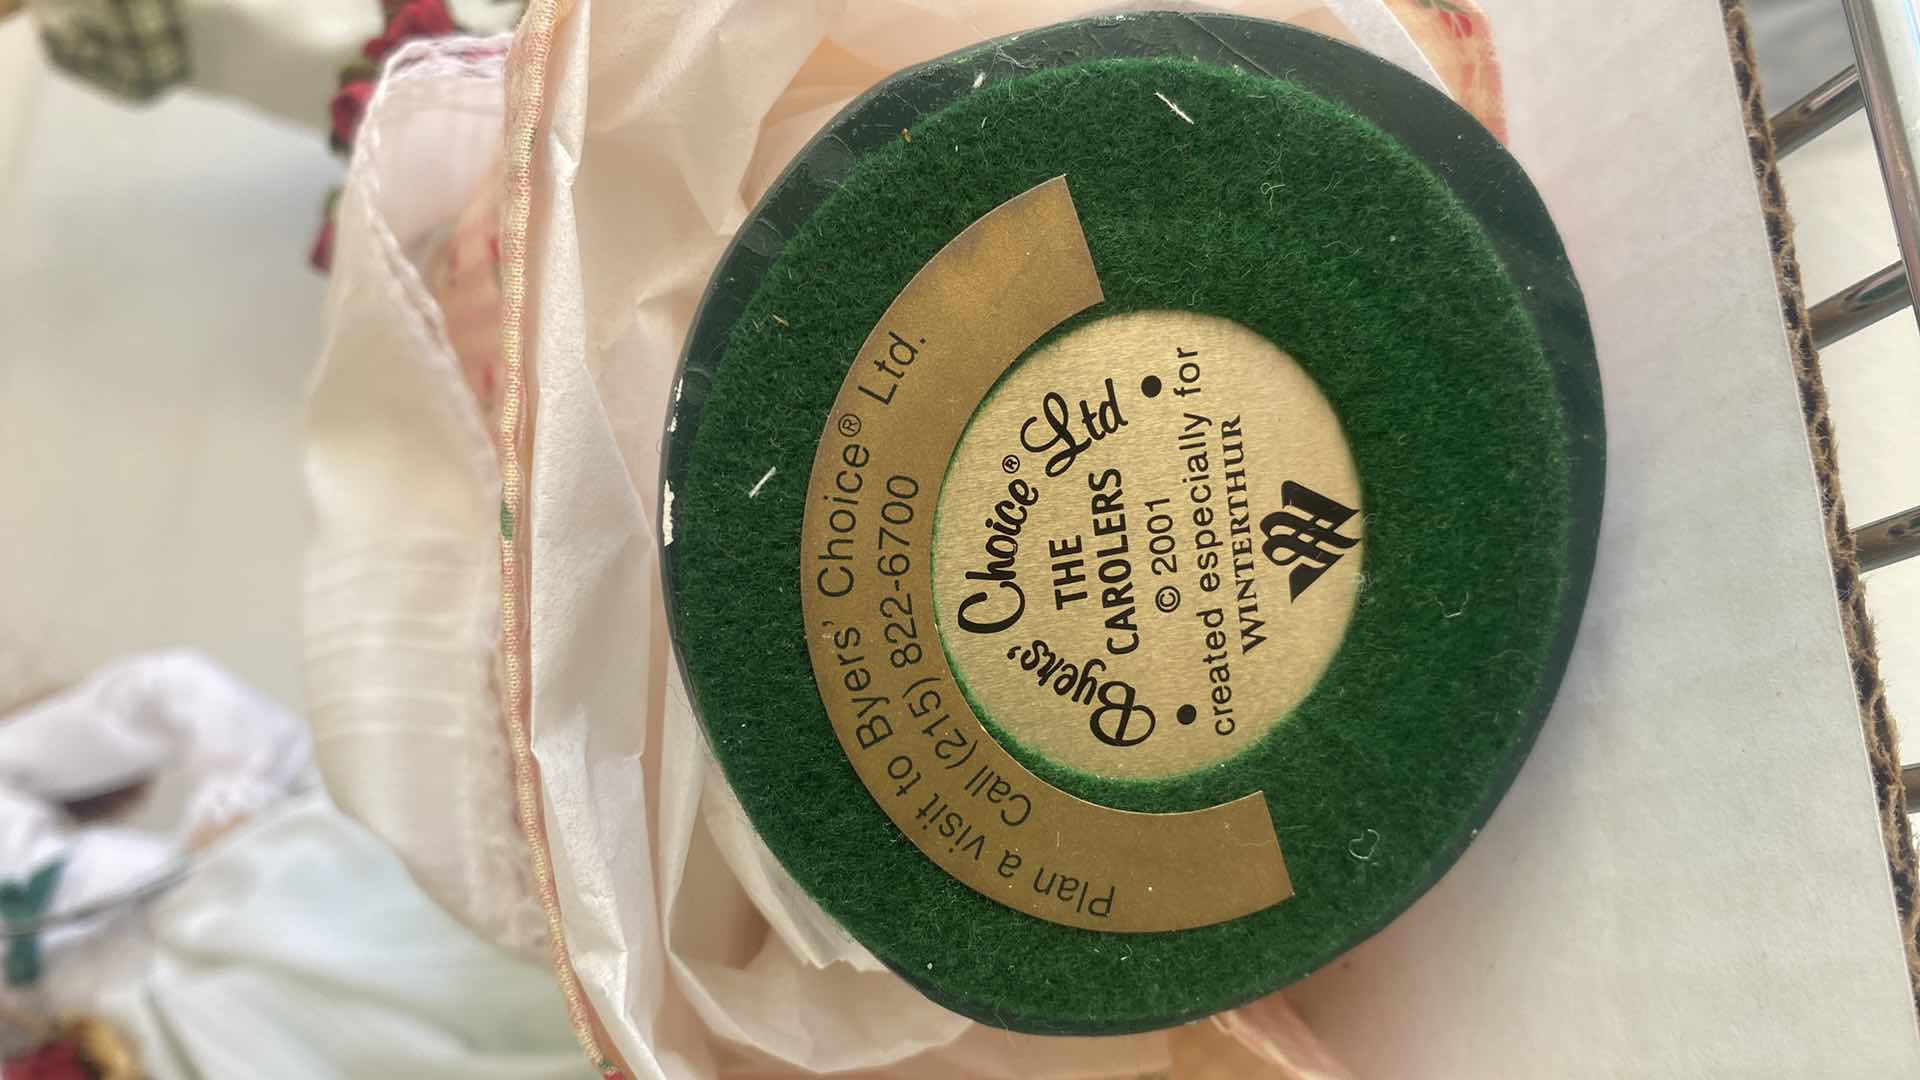 Plan a visit to Byers' Choice® Ltd.
Call (215) 822-6700
Byers' Choice® Ltd
THE
CAROLERS
• © 2001 •
created especially for
WINTERTHUR